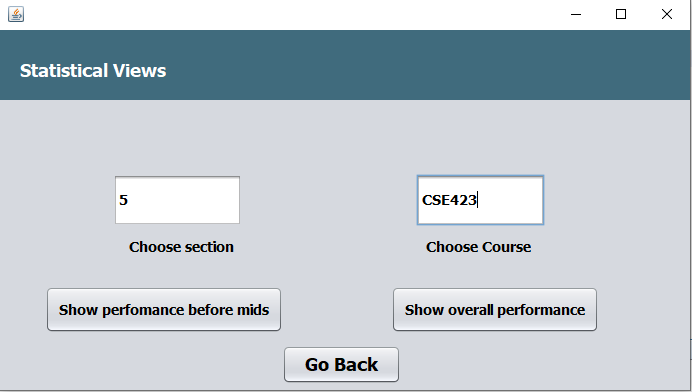 Statistical Views
5
CSE423
Choose section
Choose Course
Show perfomance before mids
Show overall performance
Go Back